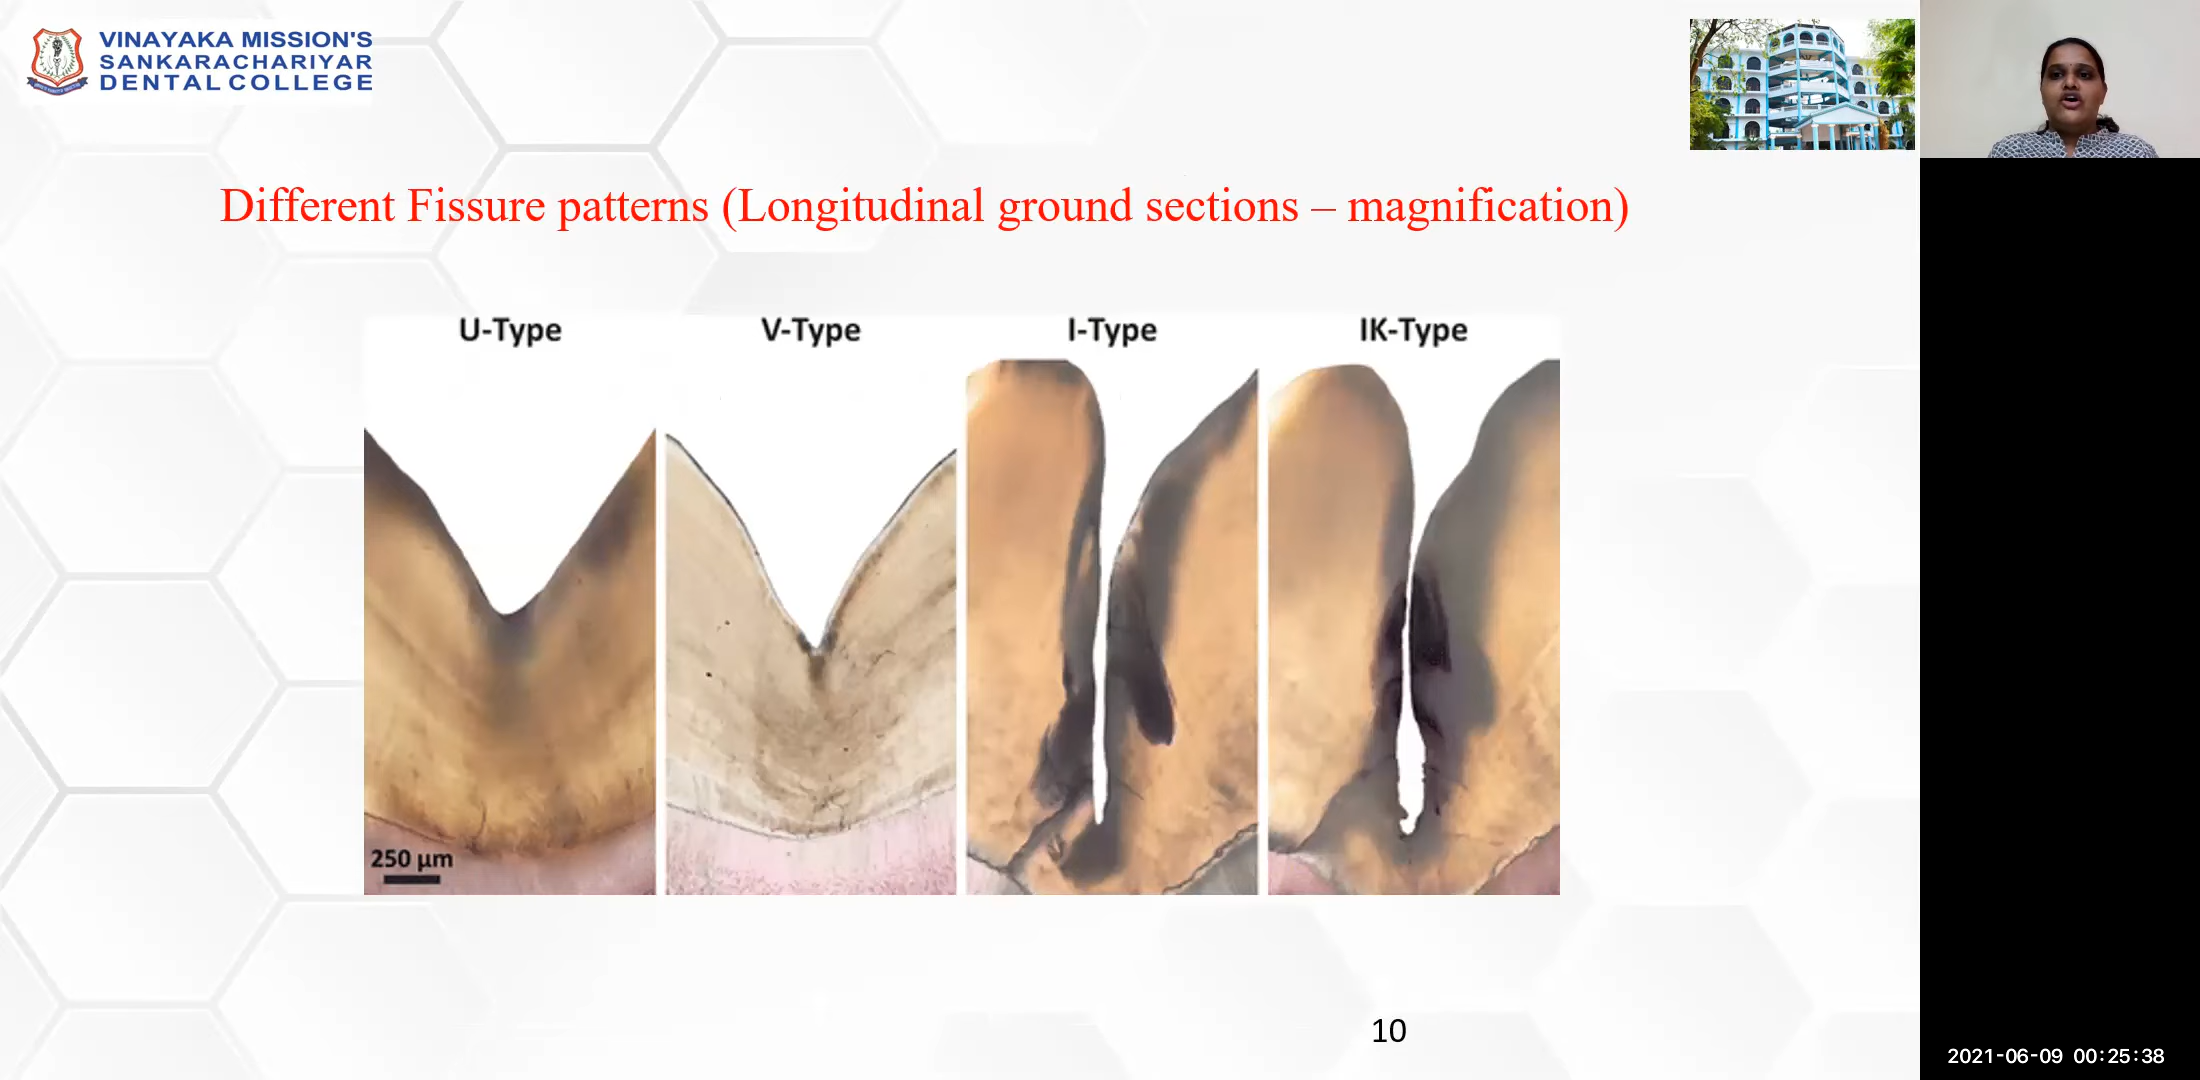 VINAYAKA MISSION'S
SANKARACHARIYAR
DENTAL COLLEGE
Different Fissure patterns (Longitudinal ground sections – magnification)
U-Type V-Type I-Type IK-Type
250 μm
10
2021-06-09 00:25:38